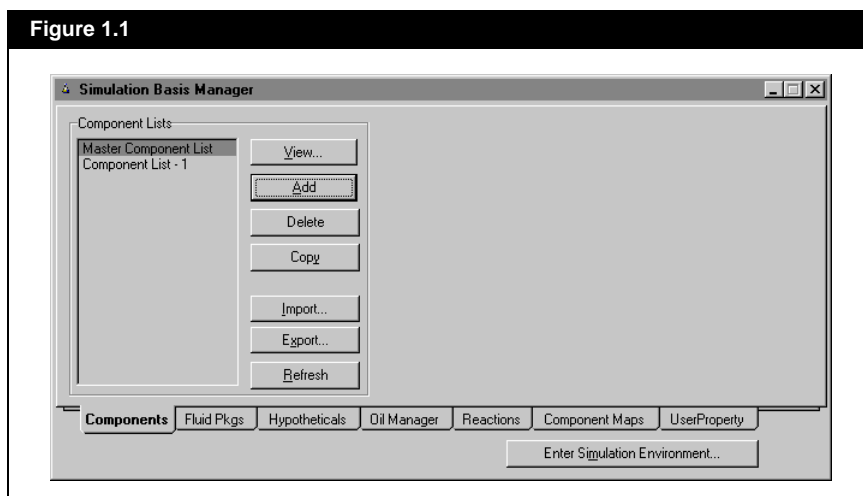 Figure 1.1
Simulation Basis Manager
Component Lists
Master Component List
Component List - 1
View...
Add
Delete
Copy
Import...
Export...
Refresh
Components Fluid Pkgs Hypotheticals Oil Manager Reactions Component Maps UserProperty
Enter Simulation Environment...